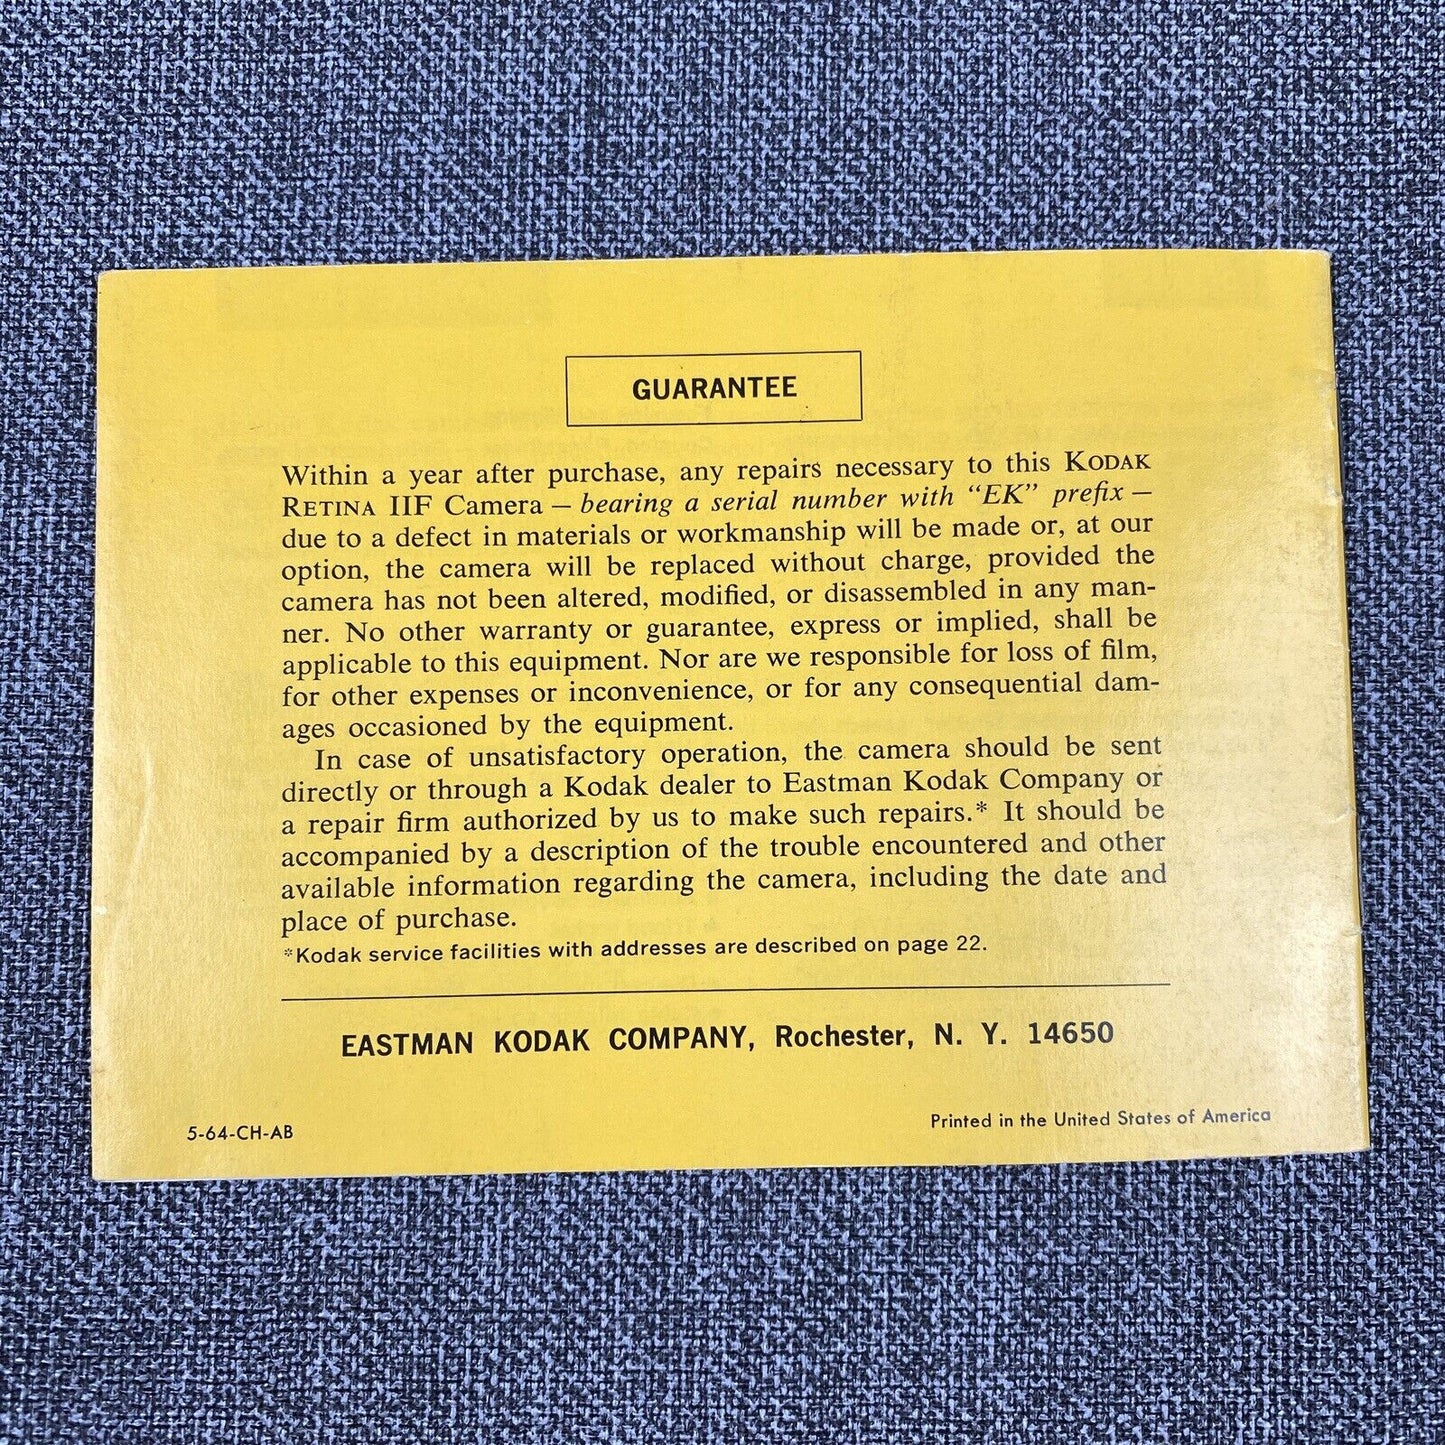 GUARANTEE
Within a year after purchase, any repairs necessary to this KODAK
RETINA IIF Camera — bearing a serial number with “EK” prefix —
due to a defect in materials or workmanship will be made or, at our
option, the camera will be replaced without charge, provided the
camera has not been altered, modified, or disassembled in any man-
ner. No other warranty or guarantee, express or implied, shall be
applicable to this equipment. Nor are we responsible for loss of film,
for other expenses or inconvenience, or for any consequential dam-
ages occasioned by the equipment.
In case of unsatisfactory operation, the camera should be sent
directly or through a Kodak dealer to Eastman Kodak Company or
a repair firm authorized by us to make such repairs.* It should be
accompanied by a description of the trouble encountered and other
available information regarding the camera, including the date and
place of purchase.
*Kodak service facilities with addresses are described on page 22.
EASTMAN KODAK COMPANY, Rochester, N. Y. 14650
5-64-CH-AB
Printed in the United States of America